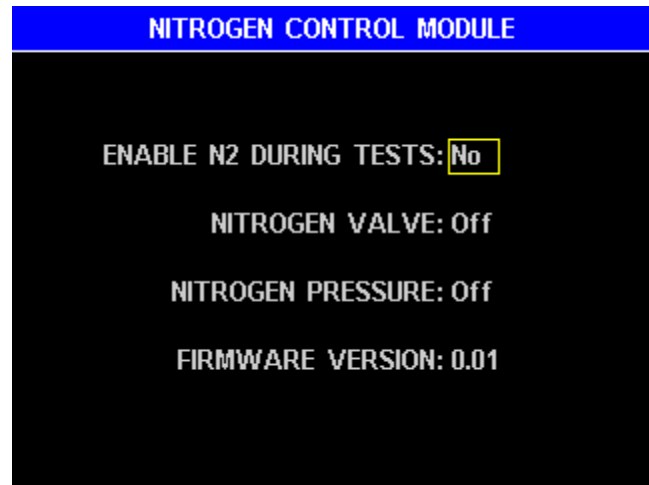 NITROGEN CONTROL MODULE
ENABLE N2 DURING TESTS: No
NITROGEN VALVE: Off
NITROGEN PRESSURE: Off
FIRMWARE VERSION: 0.01